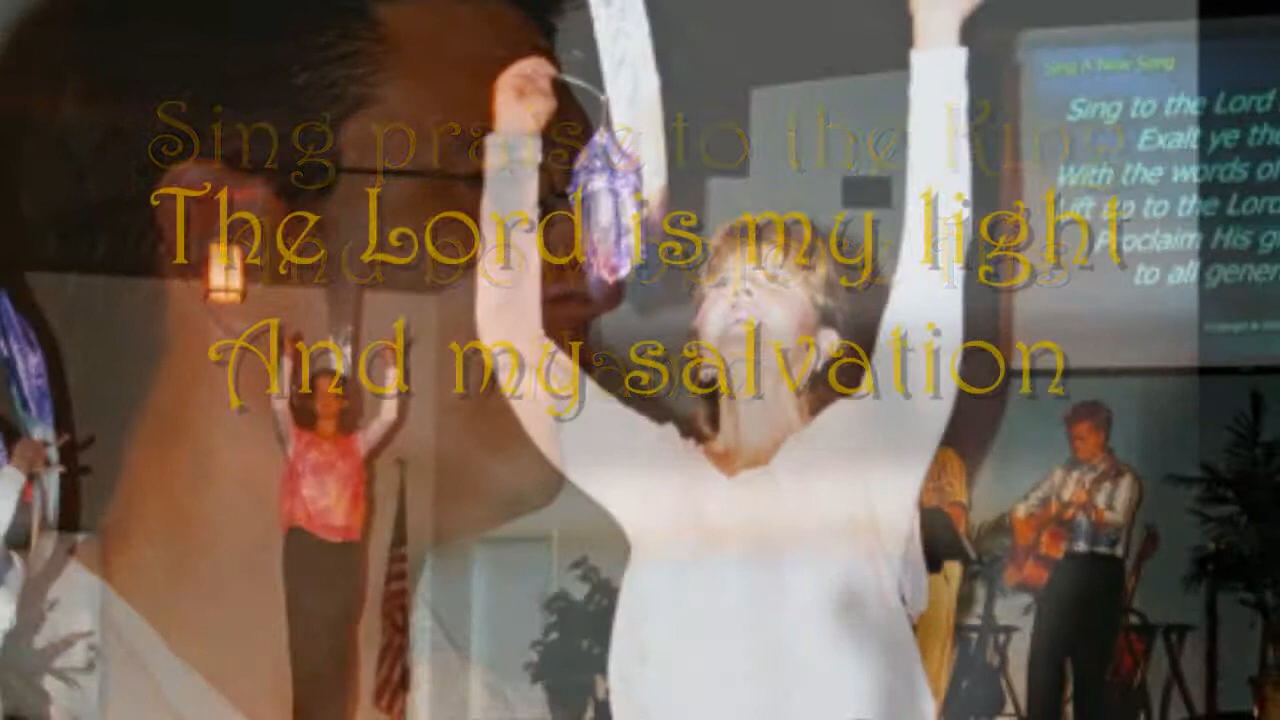 Sing praise to the King
The Lord is my light
And my salvation
Sing A New Song
Sing to the Lord
Exalt ye the
With the words of
Lift up to the Lord
Proclaim His g
to all gener